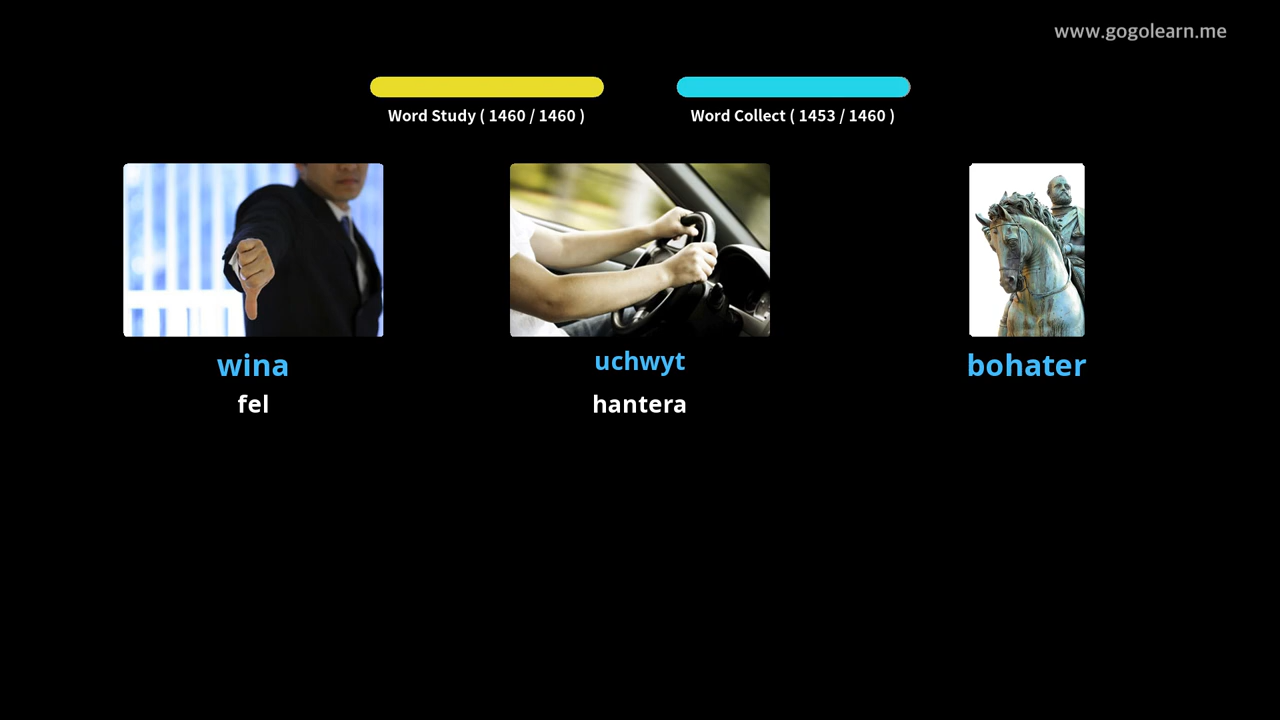 www.gogolearn.me
Word Study ( 1460 / 1460 )
Word Collect ( 1453 / 1460 )
wina
fel
uchwyt
hantera
bohater